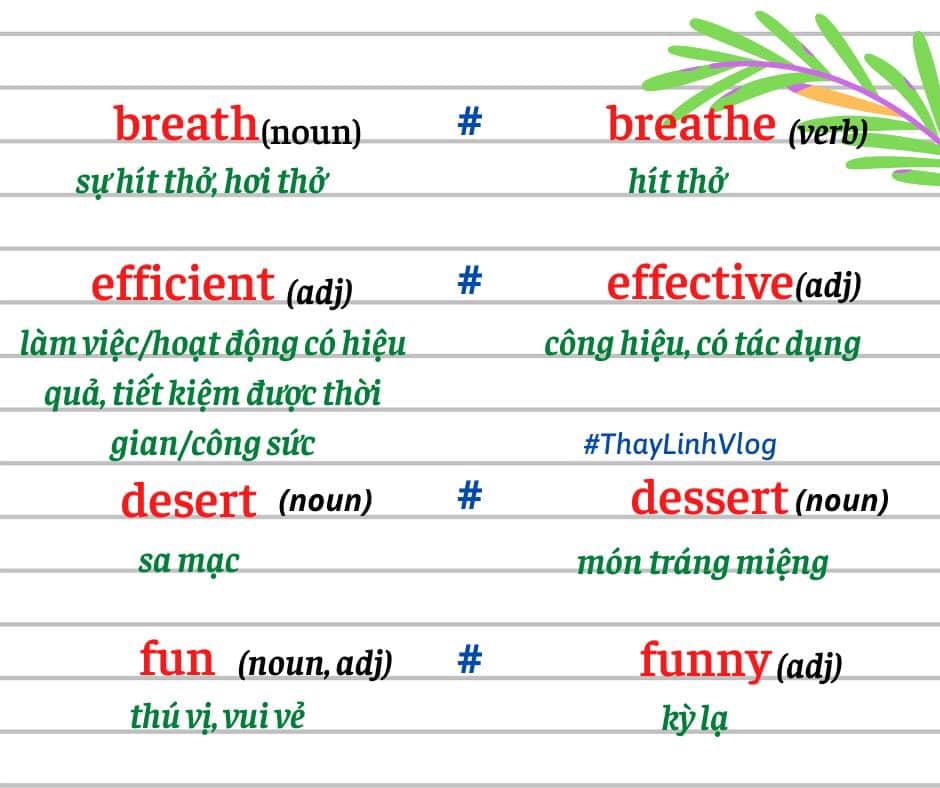 breath (noun) # breathe (verb)
sự hít thở, hơi thở hít thở
efficient (adj) # effective (adj)
làm việc/hoạt động có hiệu công hiệu, có tác dụng
quả, tiết kiệm được thời
gian/công sức #ThayLinhVlog
desert (noun) # dessert (noun)
sa mạc món tráng miệng
fun (noun, adj) # funny (adj)
thú vị, vui vẻ kỳ lạ